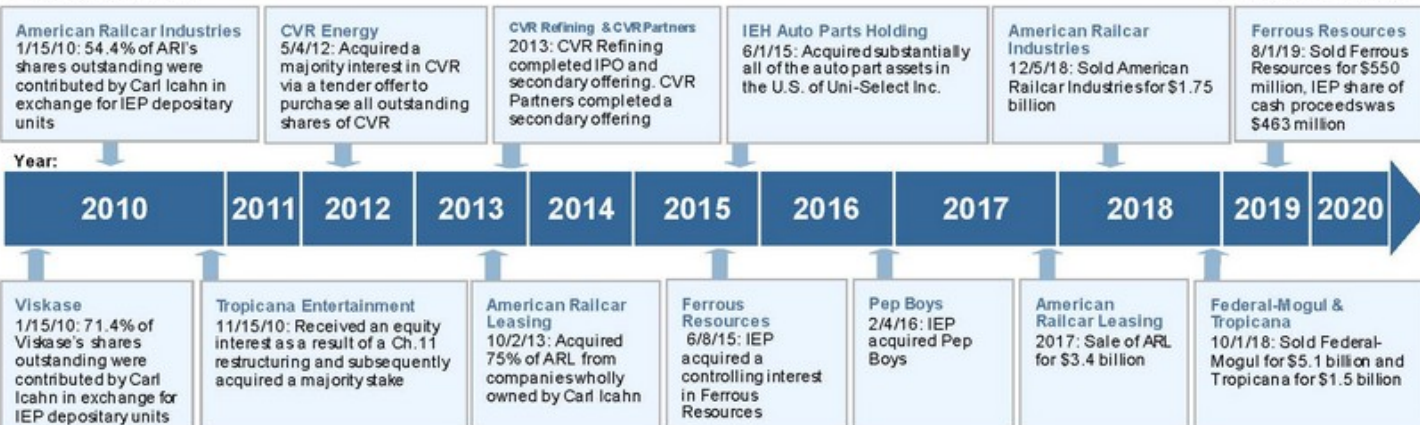 American Railcar Industries
1/15/10: 54.4% of ARI's
shares outstanding were
contributed by Carl Icahn in
exchange for IEP depositary
units
CVR Energy
5/4/12: Acquired a
majority interest in CVR
via a tender offer to
purchase all outstanding
shares of CVR
CVR Refining & CVR Partners
2013: CVR Refining
completed IPO and
secondary offering. CVR
Partners completed a
secondary offering
IEH Auto Parts Holding
6/1/15: Acquired substantially
all of the auto part assets in
the U.S. of Uni-Select Inc.
American Railcar
Industries
12/5/18: Sold American
Railcar Industries for $1.75
billion
Ferrous Resources
8/1/19: Sold Ferrous
Resources for $550
million, IEP share of
cash proceeds was
$463 million
Year:
2010 2011 2012 2013 2014 2015 2016 2017 2018 2019 2020
Viskase
1/15/10: 71.4% of
Viskase's shares
outstanding were
contributed by Carl
Icahn in exchange for
IEP depositary units
Tropicana Entertainment
11/15/10: Received an equity
interest as a result of a Ch.11
restructuring and subsequently
acquired a majority stake
American Railcar
Leasing
10/2/13: Acquired
75% of ARL from
companies wholly
owned by Carl Icahn
Ferrous
Resources
6/8/15: IEP
acquired a
controlling interest
in Ferrous
Resources
Pep Boys
2/4/16: IEP
acquired Pep
Boys
American
Railcar Leasing
2017: Sale of ARL
for $3.4 billion
Federal-Mogul &
Tropicana
10/1/18: Sold Federal-
Mogul for $5.1 billion and
Tropicana for $1.5 billion